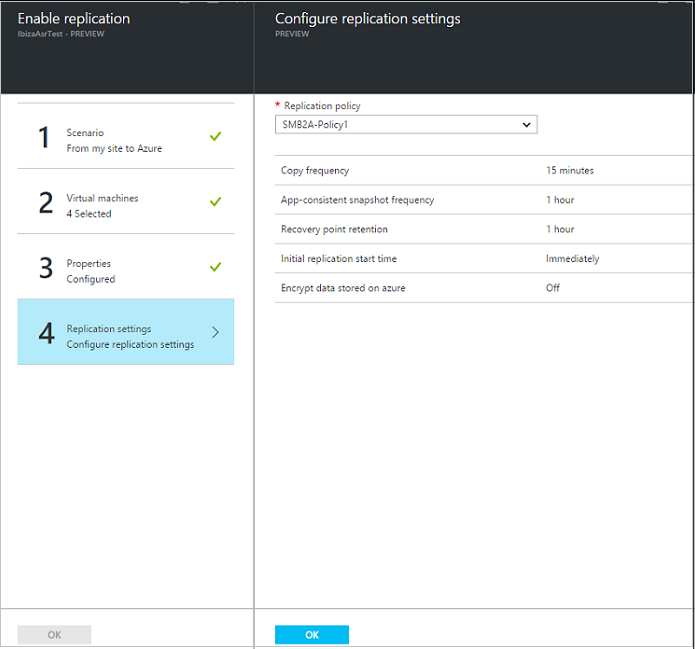 Enable replication
IbizaAsrTest - PREVIEW
1
Scenario
From my site to Azure
2
Virtual machines
4 Selected
3
Properties
Configured
4
Replication settings
Configure replication settings
OK
Configure replication settings
PREVIEW
* Replication policy
SMB2A-Policy1
Copy frequency 15 minutes
App-consistent snapshot frequency 1 hour
Recovery point retention 1 hour
Initial replication start time Immediately
Encrypt data stored on azure Off
OK